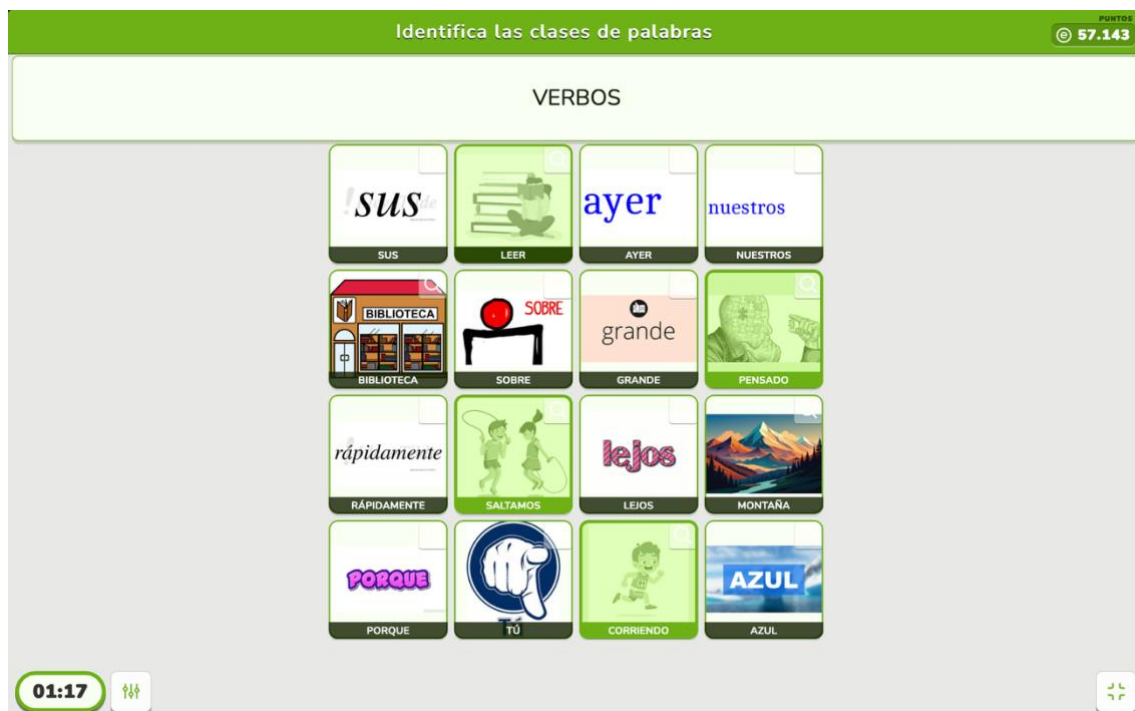 Identifica las clases de palabras
PUNTOS
57.143
VERBOS
sus
ayer
nuestros
SUS
LEER
AYER
NUESTROS
BIBLIOTECA
SOBRE
grande
BIBLIOTECA
SOBRE
GRANDE
PENSADO
rápidamente
lejos
RÁPIDAMENTE
SALTAMOS
LEJOS
MONTAÑA
PORQUE
AZUL
PORQUE
TÚ
CORRIENDO
AZUL
01:17